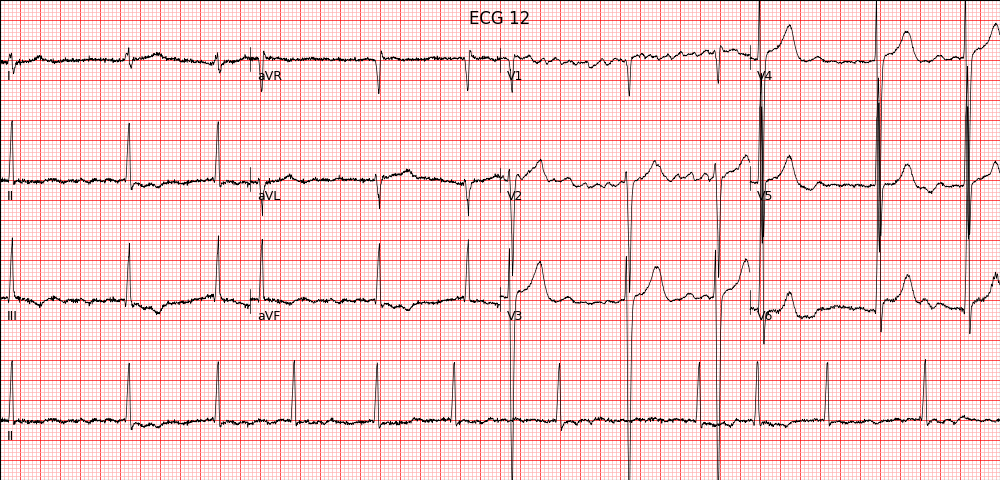 ECG 12
I aVR V1 V4
II aVL V2 V5
III aVF V3 V6
II